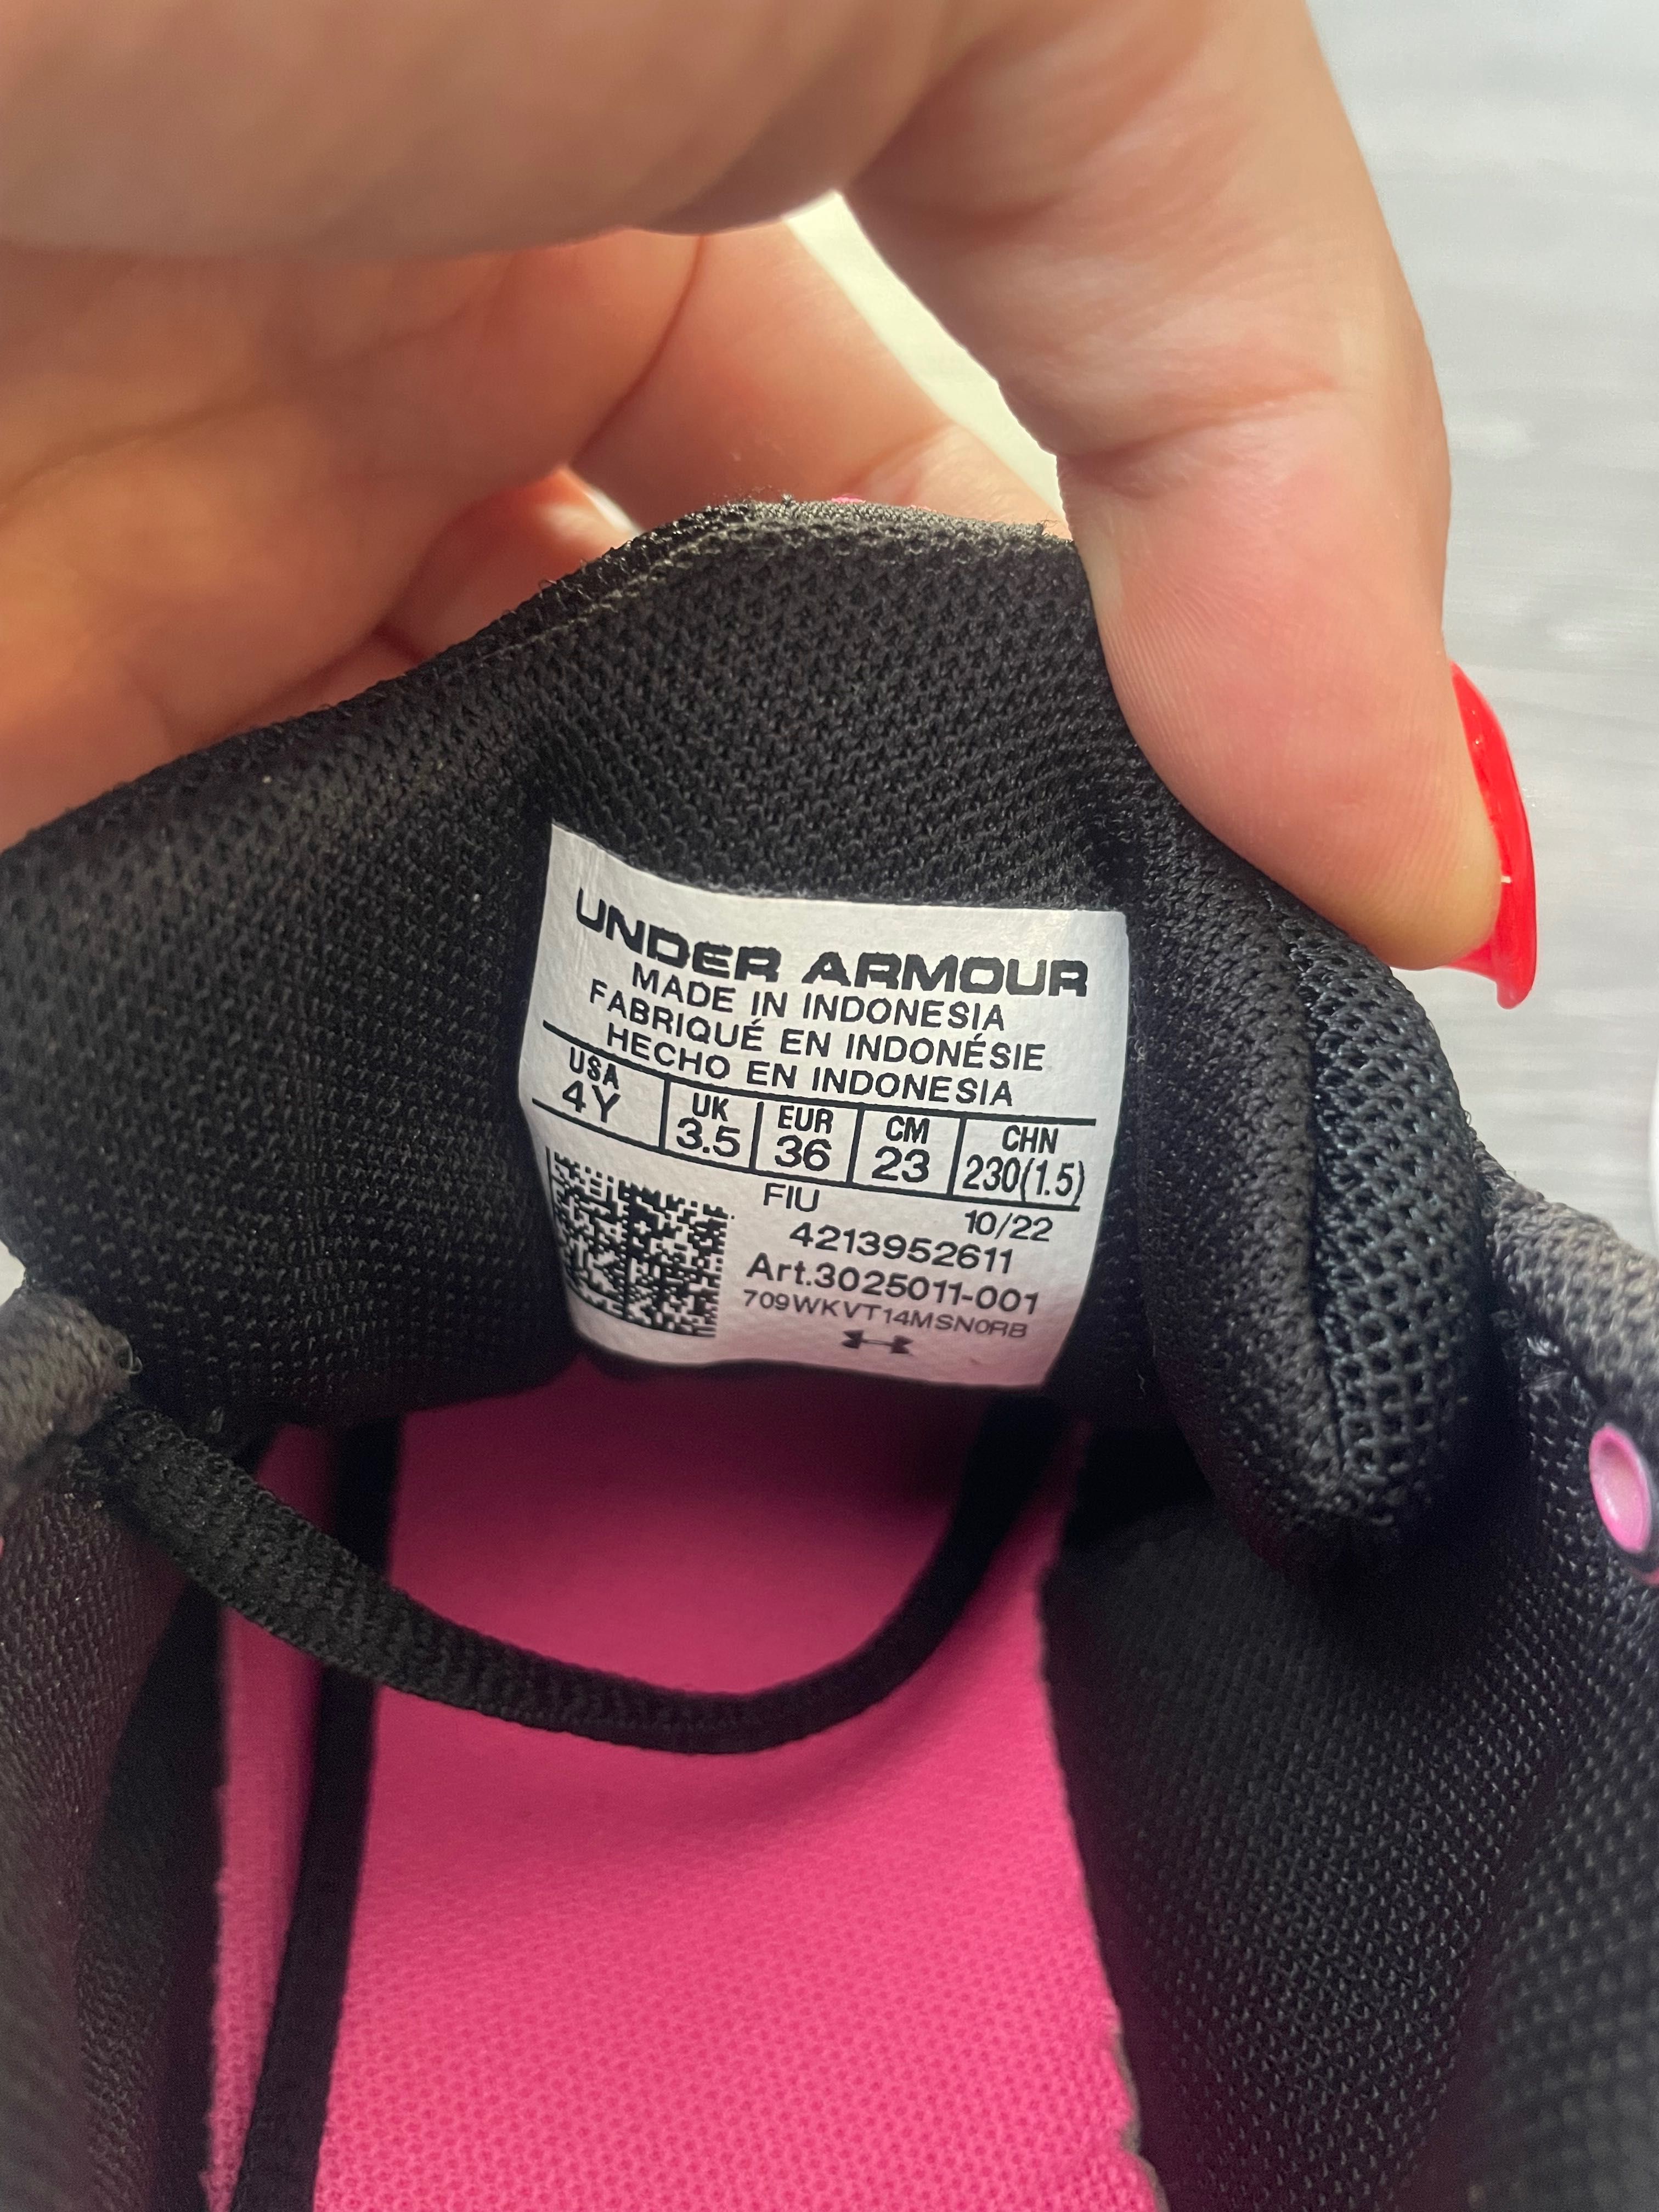 UNDER ARMOUR
MADE IN INDONESIA
FABRIQUÉ EN INDONÉSIE
HECHO EN INDONESIA
USA UK EUR CM CHN
4Y 3.5 36 23 230(1.5)
FIU 10/22
4213952611
Art.3025011-001
709WKVT14MSN0RB